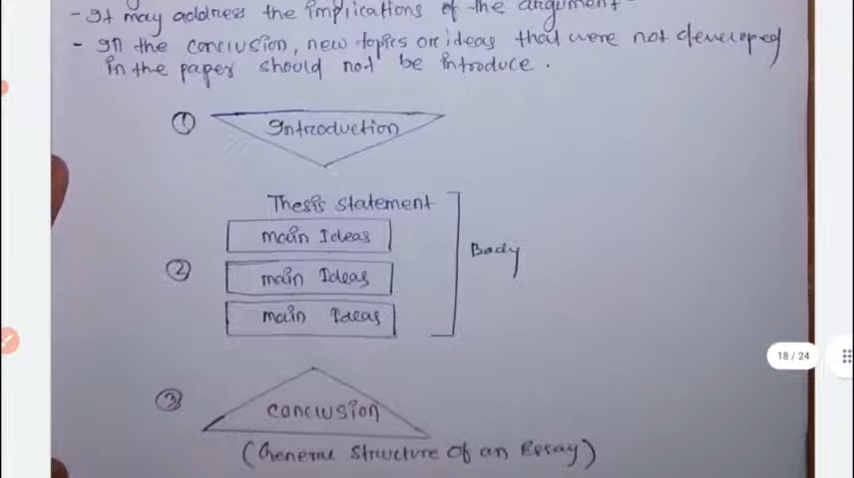 - It may address the implications of the argument-
- In the conclusion, new topics or ideas that were not developed
in the paper should not be introduce.
① Introduction
Thesis statement
main Ideas
② main Ideas
main Ideas
Body
18 / 24
③ conclusion
(General Structure of an Essay)